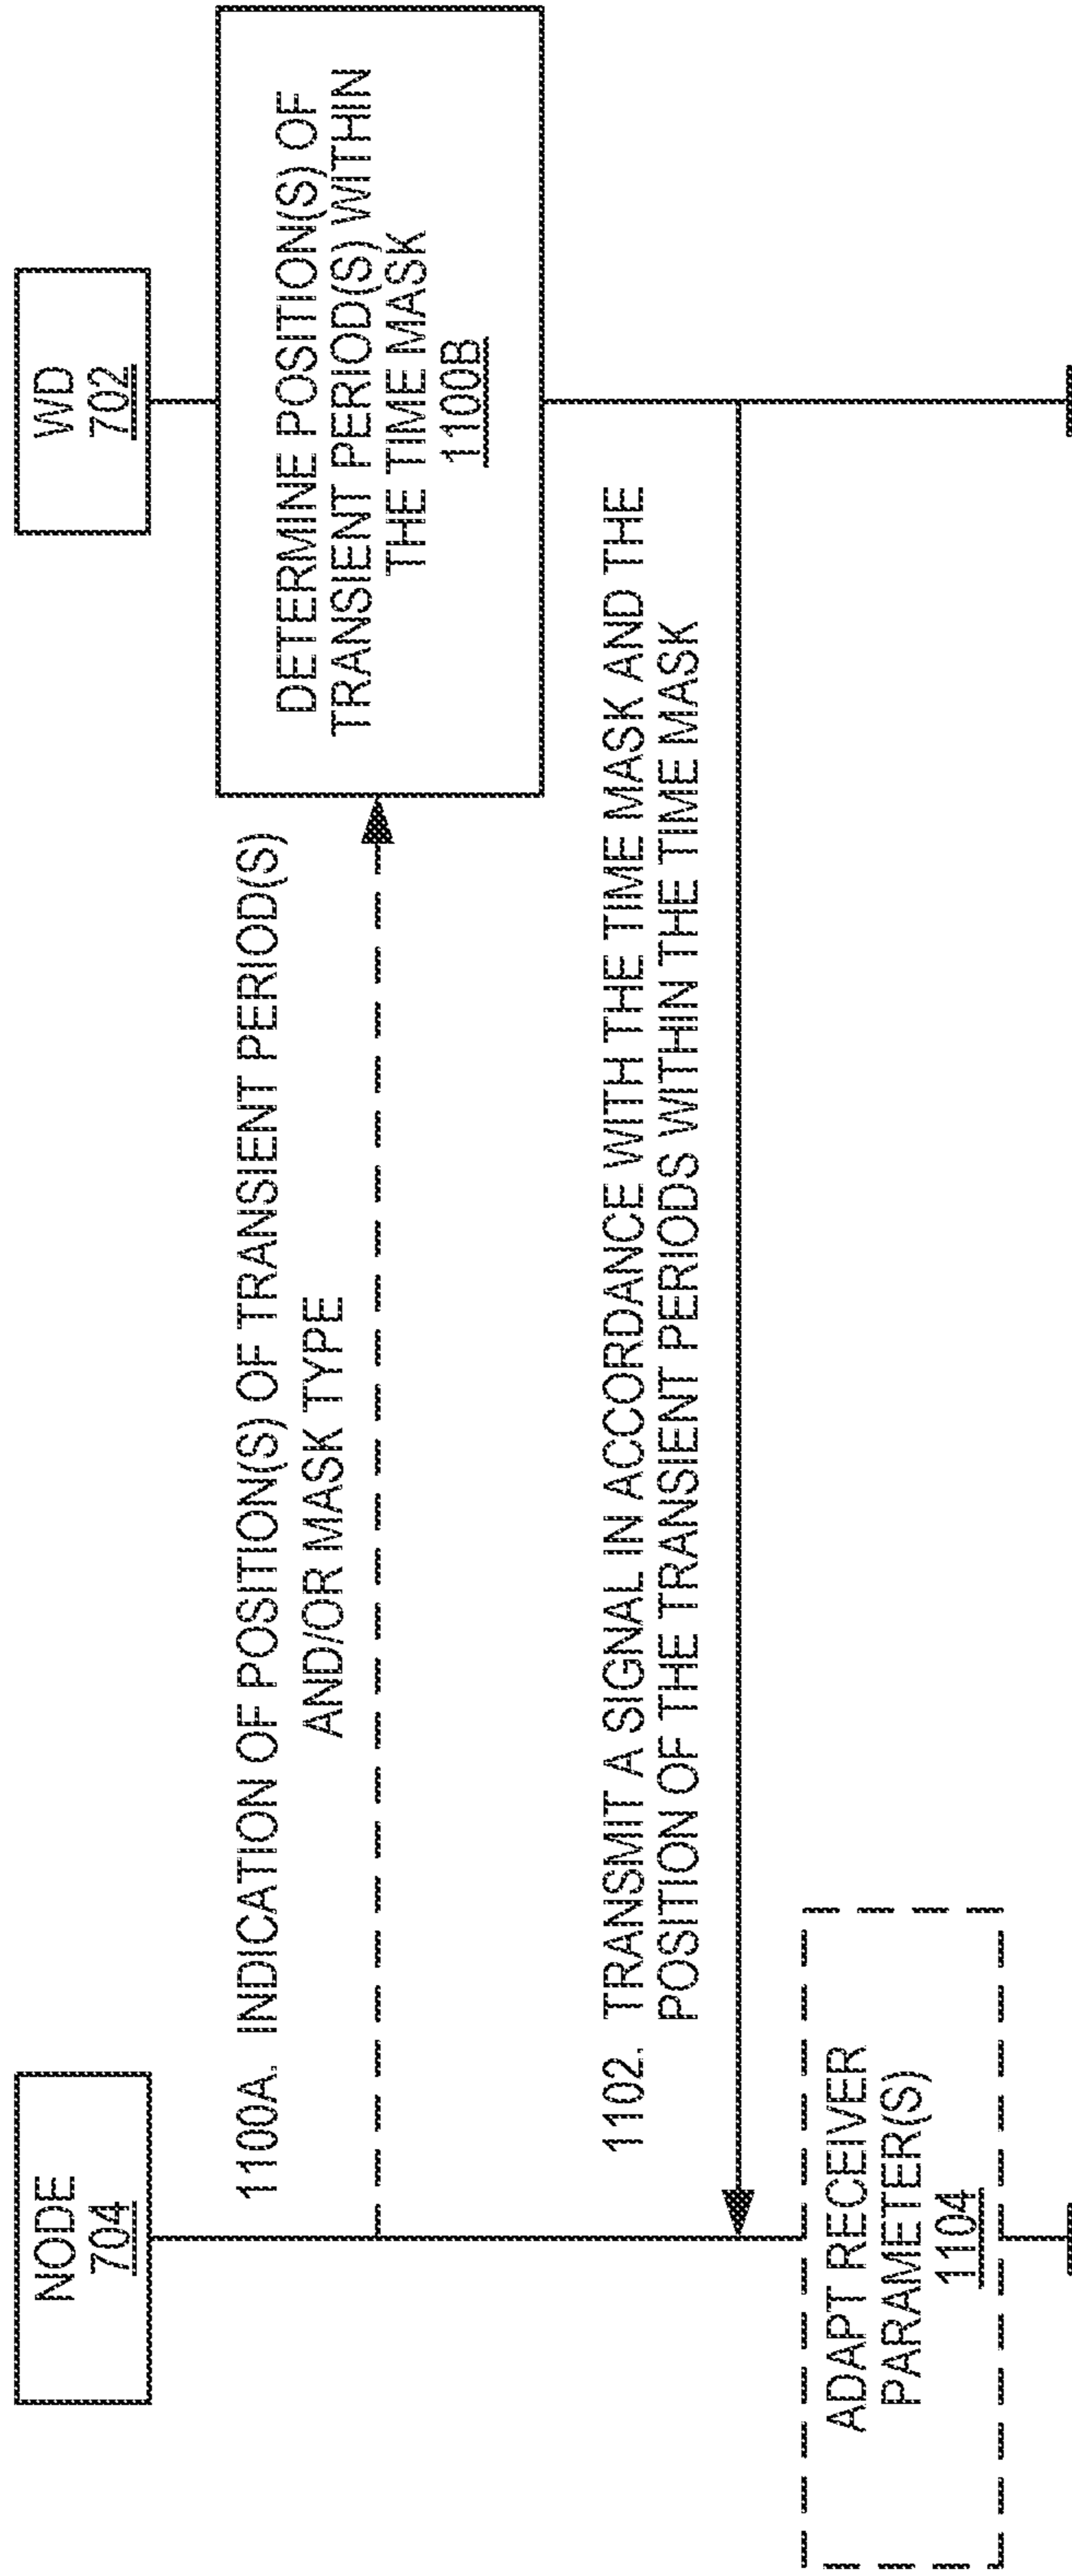 NODE
704
WD
702
1100A. INDICATION OF POSITION(S) OF TRANSIENT PERIOD(S)
AND/OR MASK TYPE
DETERMINE POSITION(S) OF
TRANSIENT PERIOD(S) WITHIN
THE TIME MASK
1100B
1102. TRANSMIT A SIGNAL IN ACCORDANCE WITH THE TIME MASK AND THE
POSITION OF THE TRANSIENT PERIODS WITHIN THE TIME MASK
ADAPT RECEIVER
PARAMETER(S)
1104